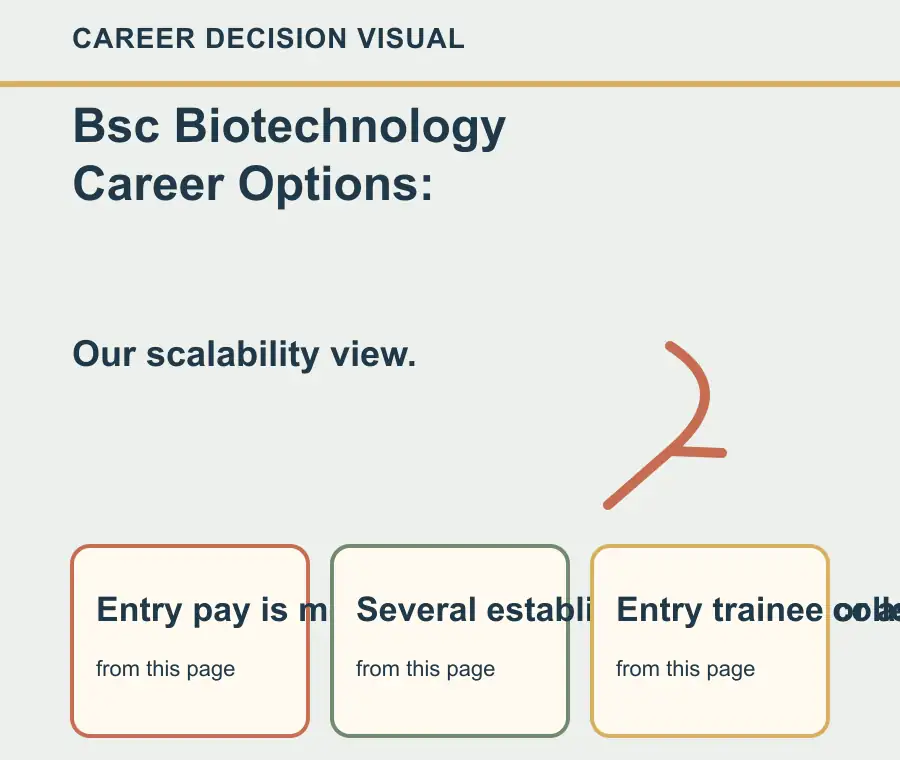 CAREER DECISION VISUAL
Bsc Biotechnology
Career Options:
Our scalability view.
Entry pay is m
Several establi
Entry trainee
from this page
from this page
from this page